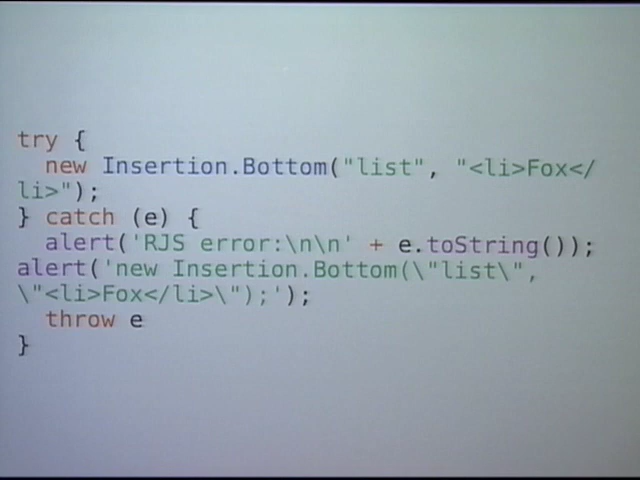 try {
  new Insertion.Bottom("list", "<li>Fox</
li>");
} catch (e) {
  alert('RJS error:\n\n' + e.toString());
alert('new Insertion.Bottom(\"list\",
\"<li>Fox</li>\");');
  throw e
}